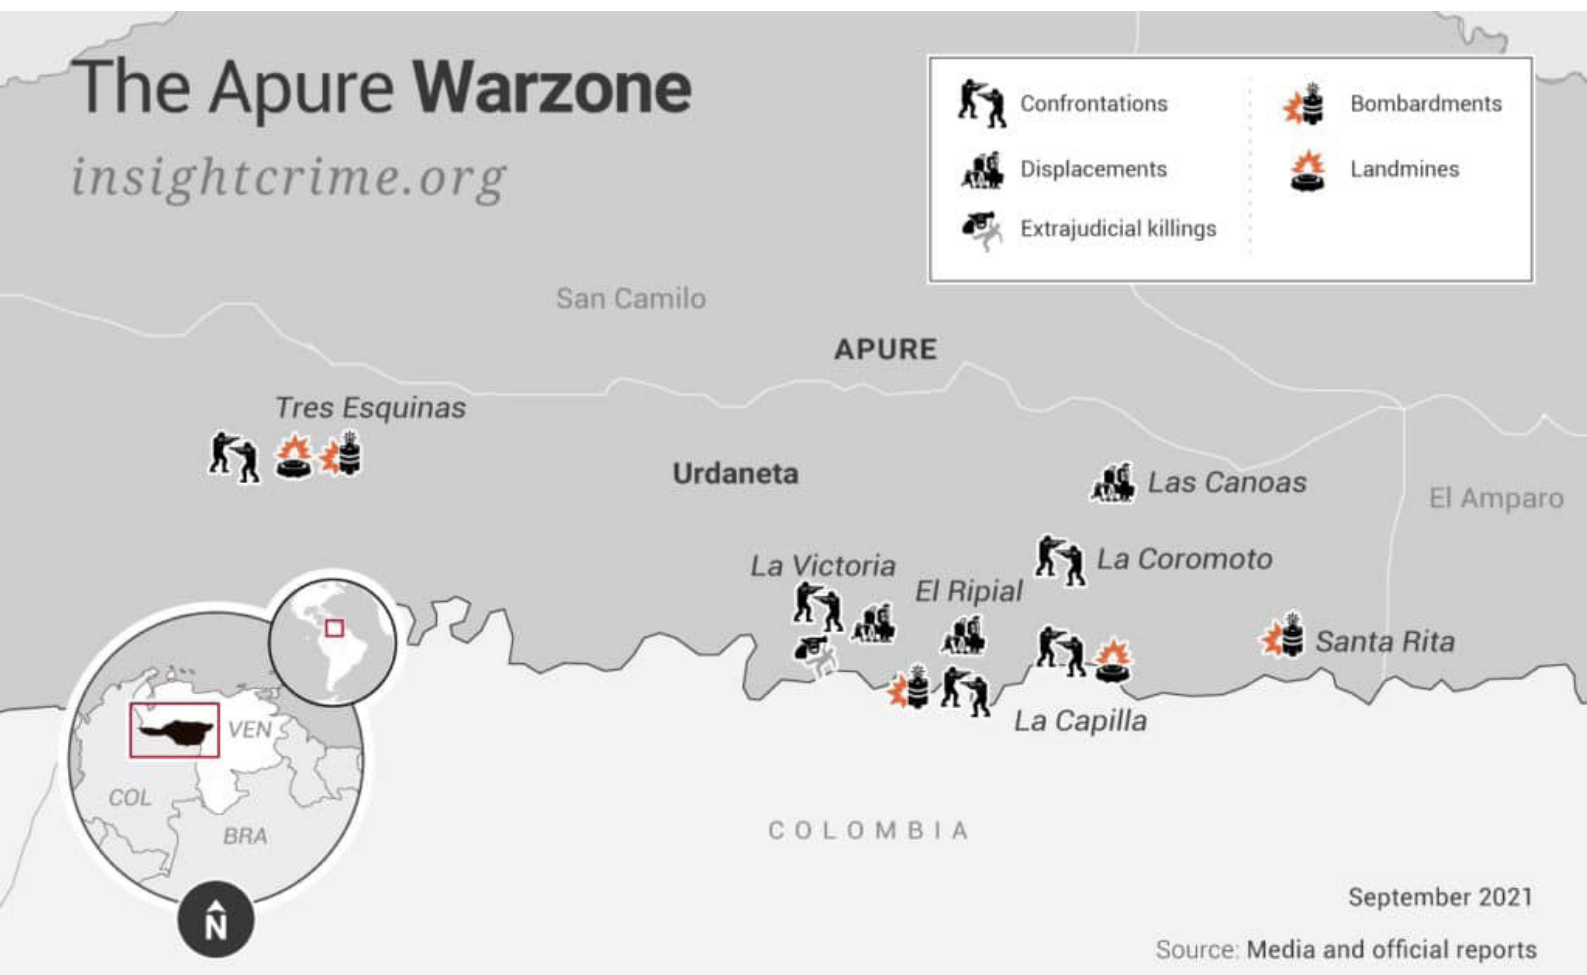 The Apure Warzone
insightcrime.org
Confrontations
Displacements
Extrajudicial killings
Bombardments
Landmines
San Camilo
APURE
Tres Esquinas
Urdaneta
Las Canoas
El Amparo
La Victoria
La Coromoto
El Ripial
Santa Rita
La Capilla
VEN
COL
BRA
N
COLOMBIA
September 2021
Source: Media and official reports